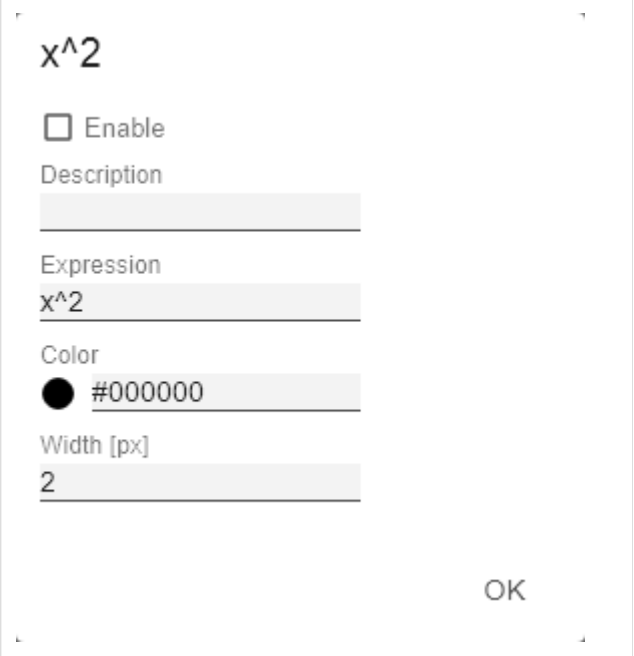 x^2
Enable
Description
Expression
x^2
Color
#000000
Width [px]
2
OK